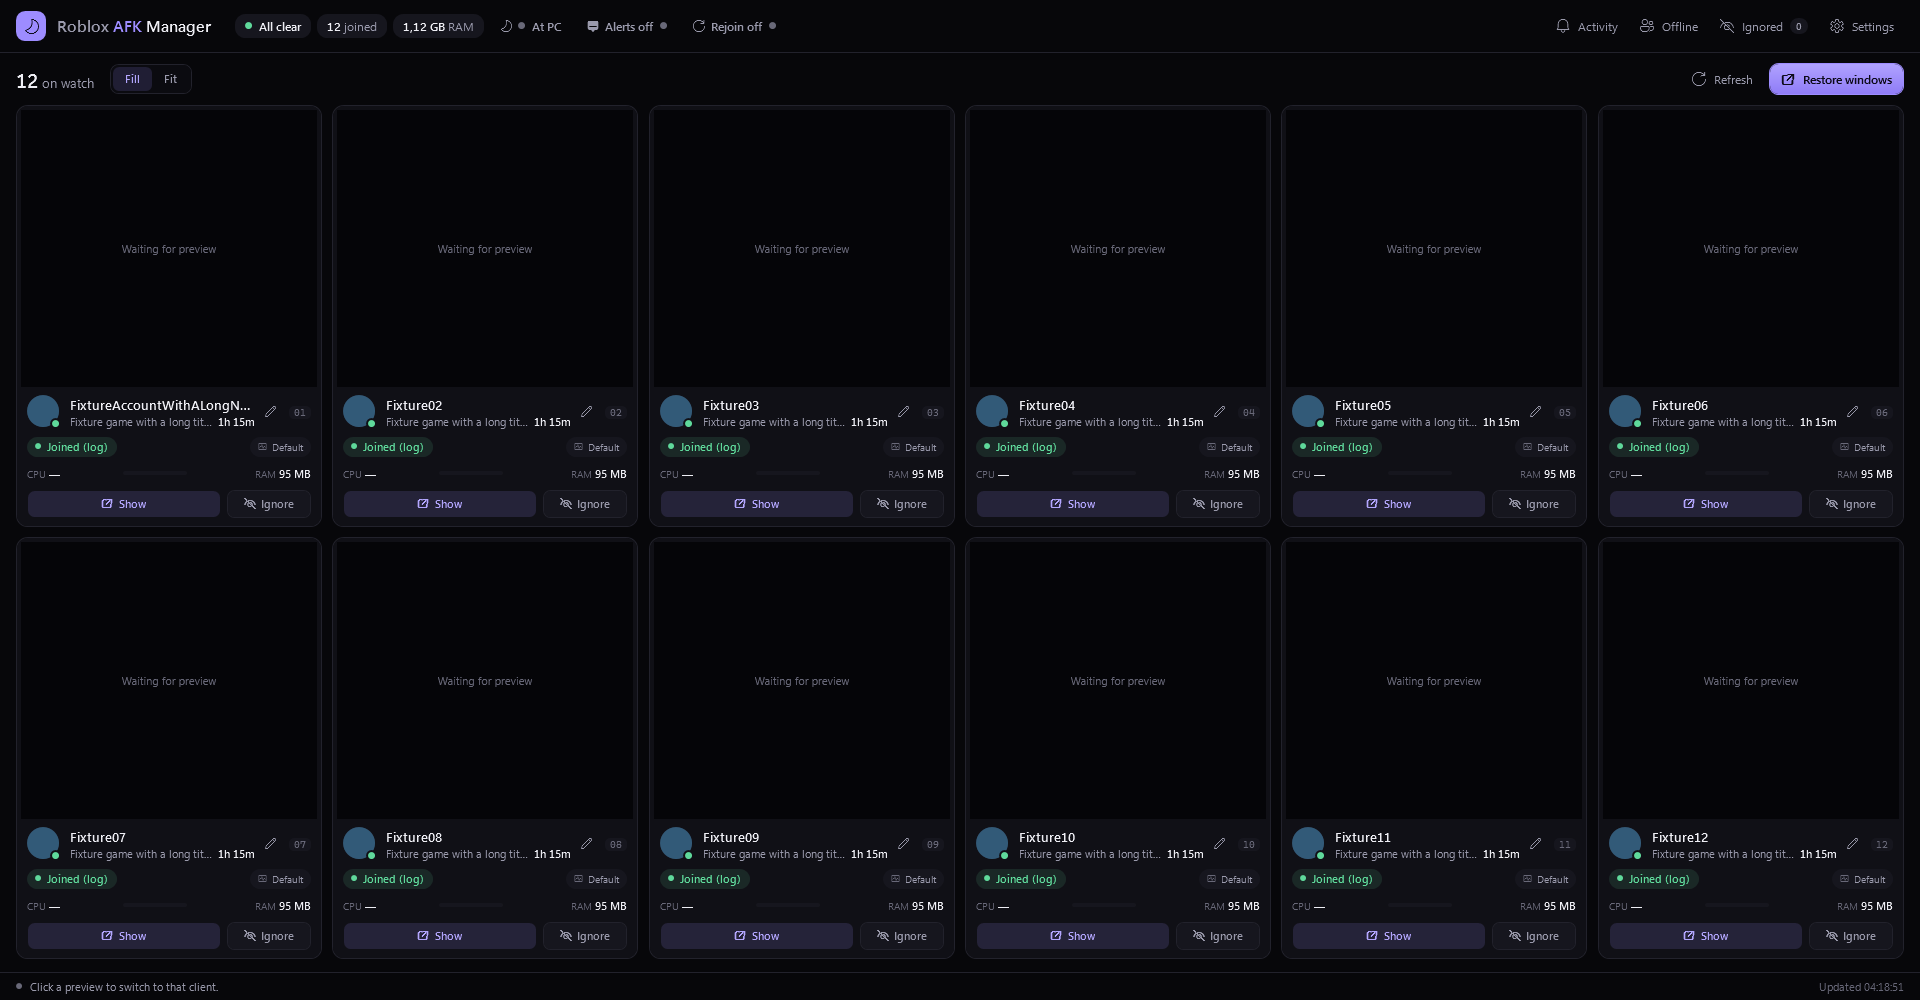 Roblox AFK Manager
All clear
12 joined
1,12 GB RAM
At PC
Alerts off
Rejoin off
Activity
Offline
Ignored 0
Settings
12 on watch
Fill
Fit
Refresh
Restore windows
Waiting for preview
Waiting for preview
Waiting for preview
Waiting for preview
Waiting for preview
Waiting for preview
FixtureAccountWithALongN...
01
Fixture game with a long tit... 1h 15m
Joined (log)
Default
CPU —
RAM 95 MB
Show
Ignore
Fixture02
02
Fixture game with a long tit... 1h 15m
Joined (log)
Default
CPU —
RAM 95 MB
Show
Ignore
Fixture03
03
Fixture game with a long tit... 1h 15m
Joined (log)
Default
CPU —
RAM 95 MB
Show
Ignore
Fixture04
04
Fixture game with a long tit... 1h 15m
Joined (log)
Default
CPU —
RAM 95 MB
Show
Ignore
Fixture05
05
Fixture game with a long tit... 1h 15m
Joined (log)
Default
CPU —
RAM 95 MB
Show
Ignore
Fixture06
06
Fixture game with a long tit... 1h 15m
Joined (log)
Default
CPU —
RAM 95 MB
Show
Ignore
Waiting for preview
Waiting for preview
Waiting for preview
Waiting for preview
Waiting for preview
Waiting for preview
Fixture07
07
Fixture game with a long tit... 1h 15m
Joined (log)
Default
CPU —
RAM 95 MB
Show
Ignore
Fixture08
08
Fixture game with a long tit... 1h 15m
Joined (log)
Default
CPU —
RAM 95 MB
Show
Ignore
Fixture09
09
Fixture game with a long tit... 1h 15m
Joined (log)
Default
CPU —
RAM 95 MB
Show
Ignore
Fixture10
10
Fixture game with a long tit... 1h 15m
Joined (log)
Default
CPU —
RAM 95 MB
Show
Ignore
Fixture11
11
Fixture game with a long tit... 1h 15m
Joined (log)
Default
CPU —
RAM 95 MB
Show
Ignore
Fixture12
12
Fixture game with a long tit... 1h 15m
Joined (log)
Default
CPU —
RAM 95 MB
Show
Ignore
Click a preview to switch to that client.
Updated 04:18:51